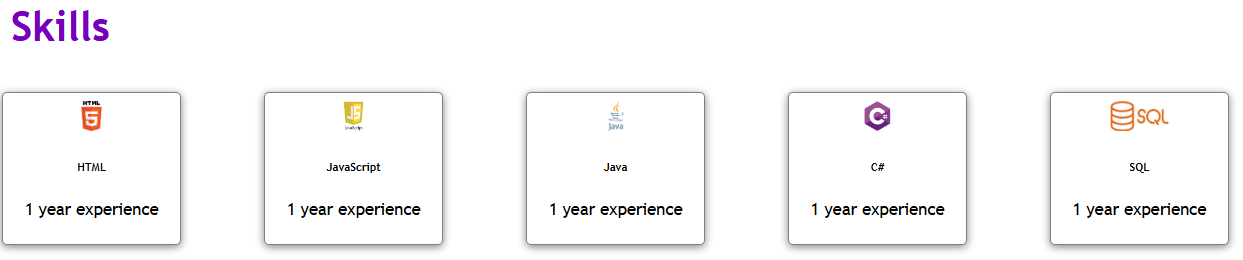 Skills
HTML
5
JS
JavaScript
Java
C#
SQL
HTML
JavaScript
Java
C#
SQL
1 year experience
1 year experience
1 year experience
1 year experience
1 year experience